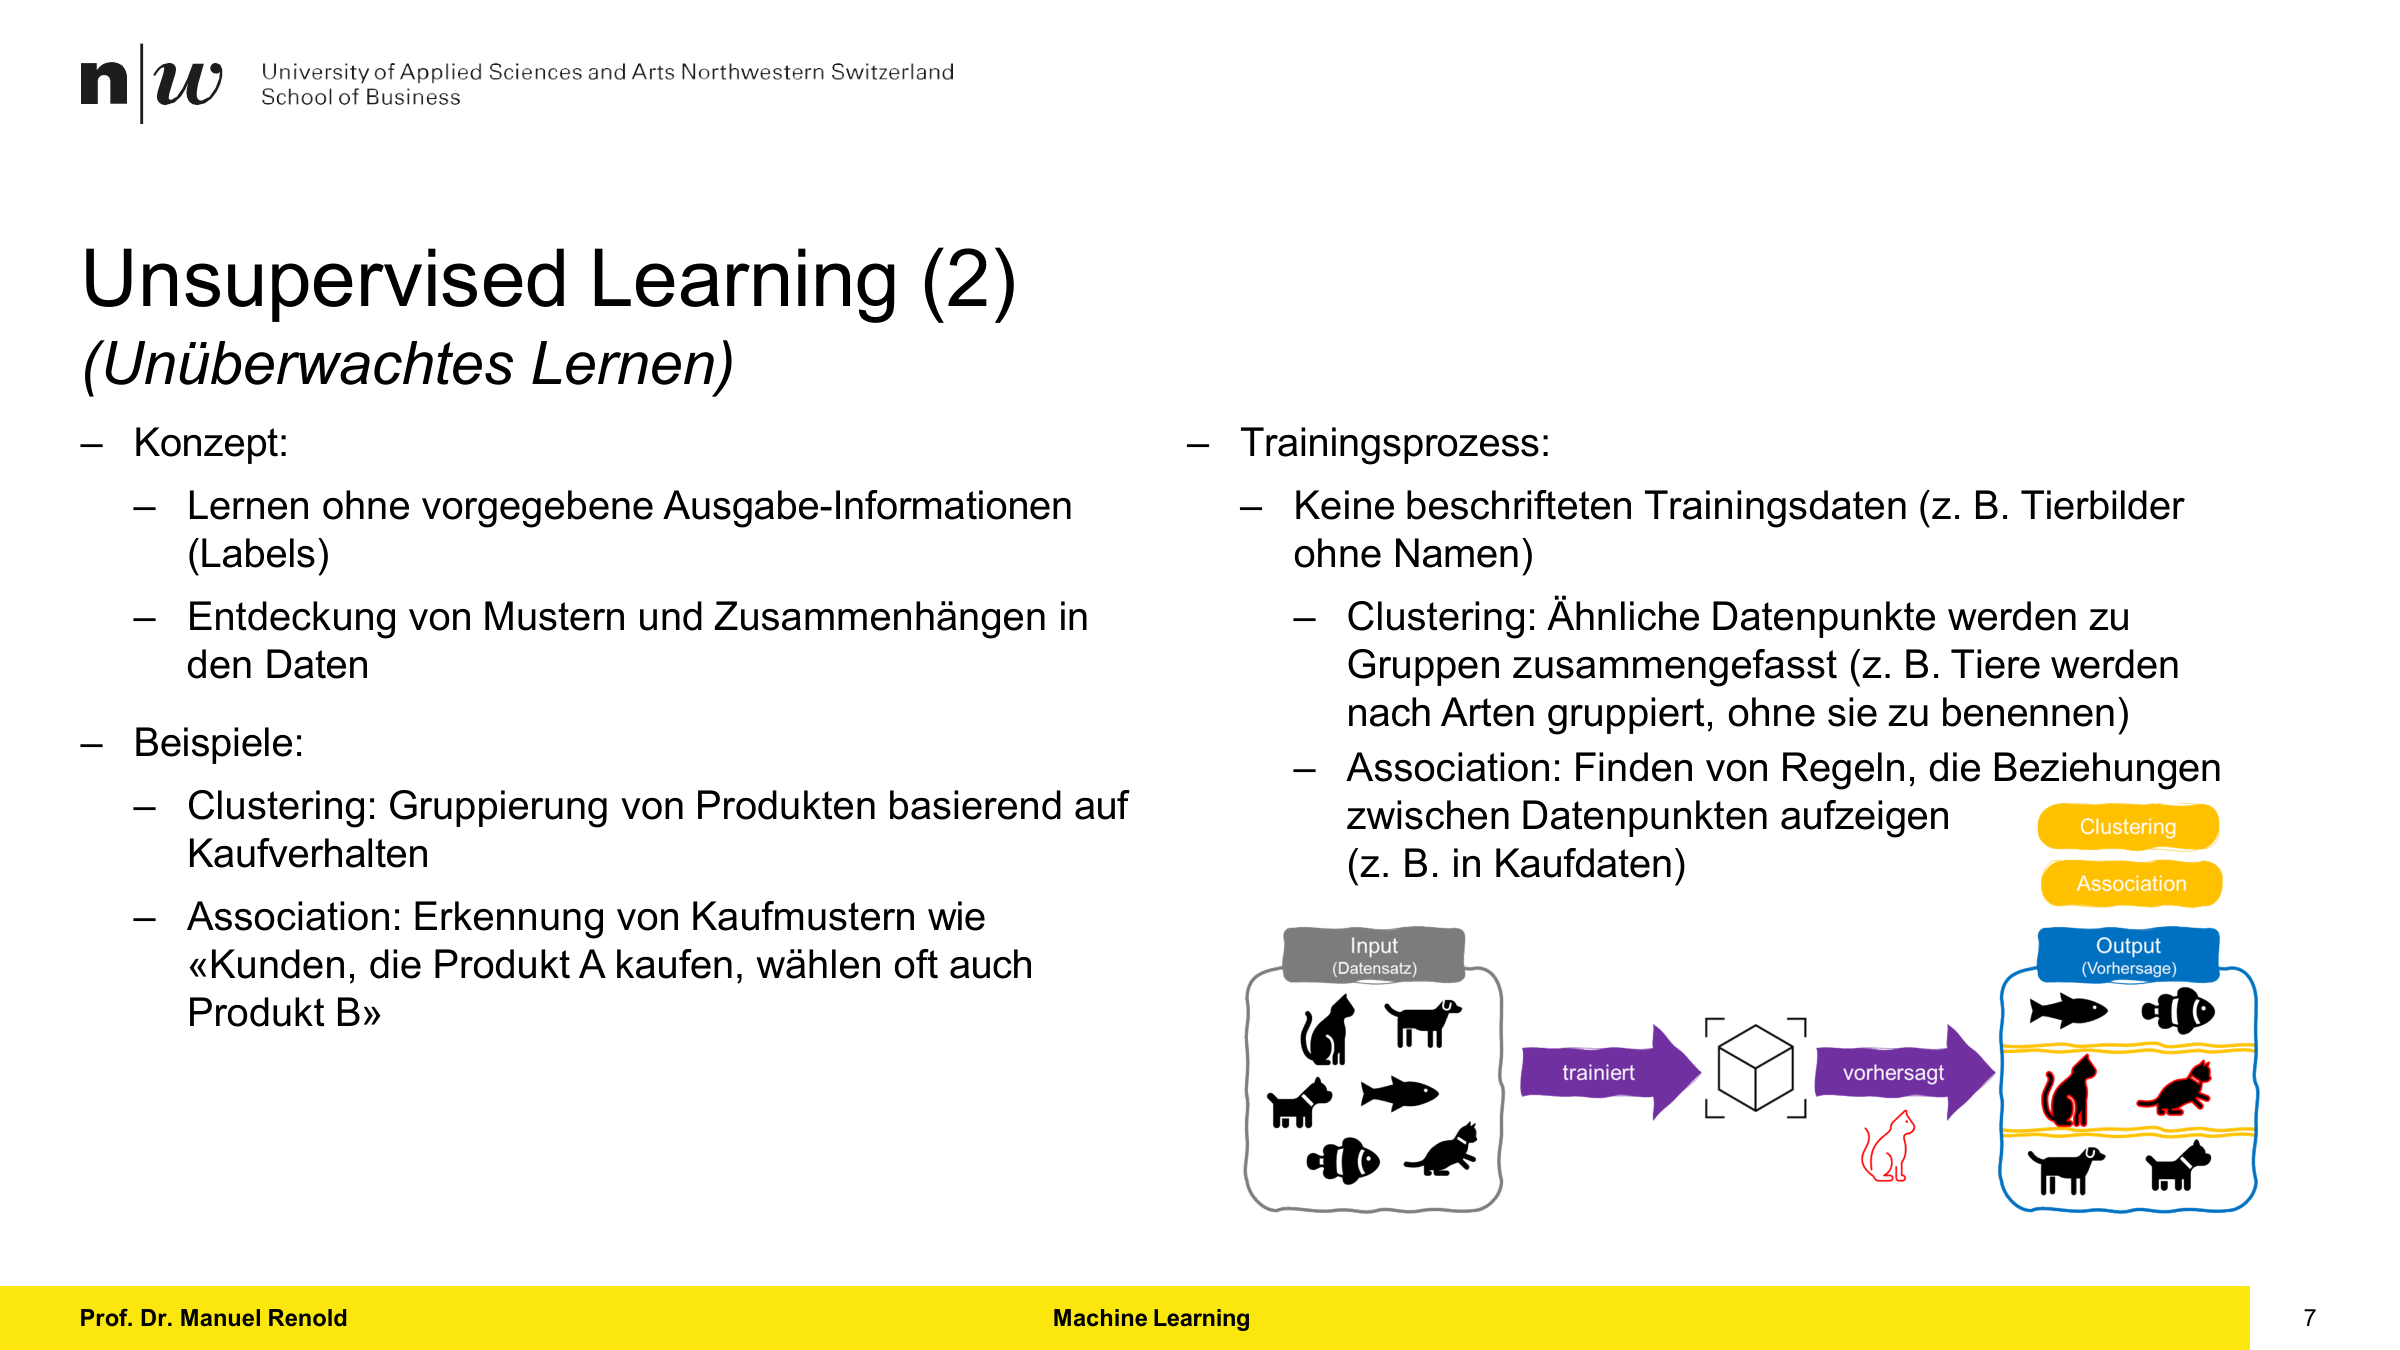 n|w University of Applied Sciences and Arts Northwestern Switzerland
School of Business
Unsupervised Learning (2)
(Unüberwachtes Lernen)
– Konzept:
– Lernen ohne vorgegebene Ausgabe-Informationen
(Labels)
– Entdeckung von Mustern und Zusammenhängen in
den Daten
– Beispiele:
– Clustering: Gruppierung von Produkten basierend auf
Kaufverhalten
– Association: Erkennung von Kaufmustern wie
«Kunden, die Produkt A kaufen, wählen oft auch
Produkt B»
– Trainingsprozess:
– Keine beschrifteten Trainingsdaten (z. B. Tierbilder
ohne Namen)
– Clustering: Ähnliche Datenpunkte werden zu
Gruppen zusammengefasst (z. B. Tiere werden
nach Arten gruppiert, ohne sie zu benennen)
– Association: Finden von Regeln, die Beziehungen
zwischen Datenpunkten aufzeigen
(z. B. in Kaufdaten)
Clustering
Association
Input
(Datensatz)
trainiert
vorhersagt
Output
(Vorhersage)
Prof. Dr. Manuel Renold
Machine Learning
7